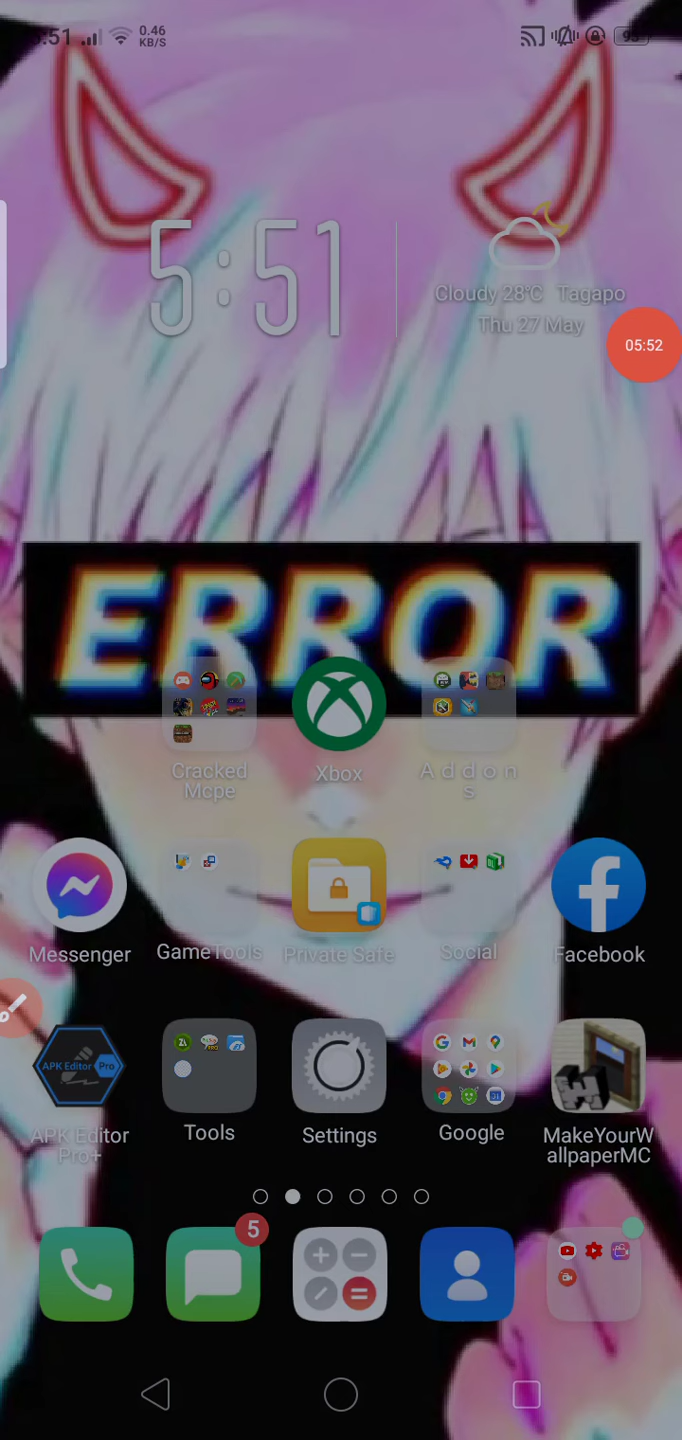 :51 0.46
KB/S 93
5:51
Cloudy 28°C Tagapo
Thu 27 May
05:52
ERROR
Cracked
Mcpe
Xbox
A d d o n
s
Messenger
GameTools
Private Safe
Social
Facebook
APK Editor Pro
APK Editor
Pro+
Tools
Settings
Google
MakeYourW
allpaperMC
5